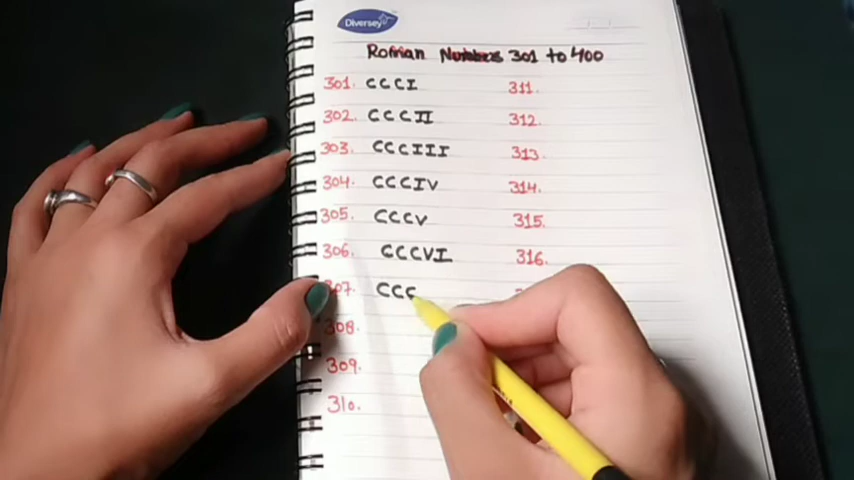 Diversey
Roman Numbers 301 to 400
301. CCCI 311.
302. CCCII 312.
303. CCCIII 313.
304. CCCIV 314.
305. CCCV 315.
306. CCCVI 316.
307. CCC
308.
309.
310.